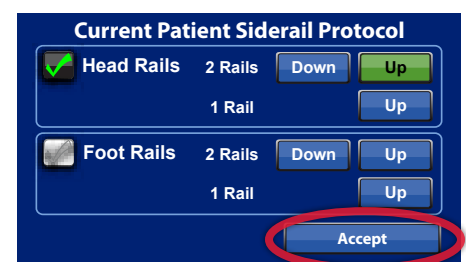 Current Patient Siderail Protocol
Head Rails 2 Rails Down Up
1 Rail Up
Foot Rails 2 Rails Down Up
1 Rail Up
Accept